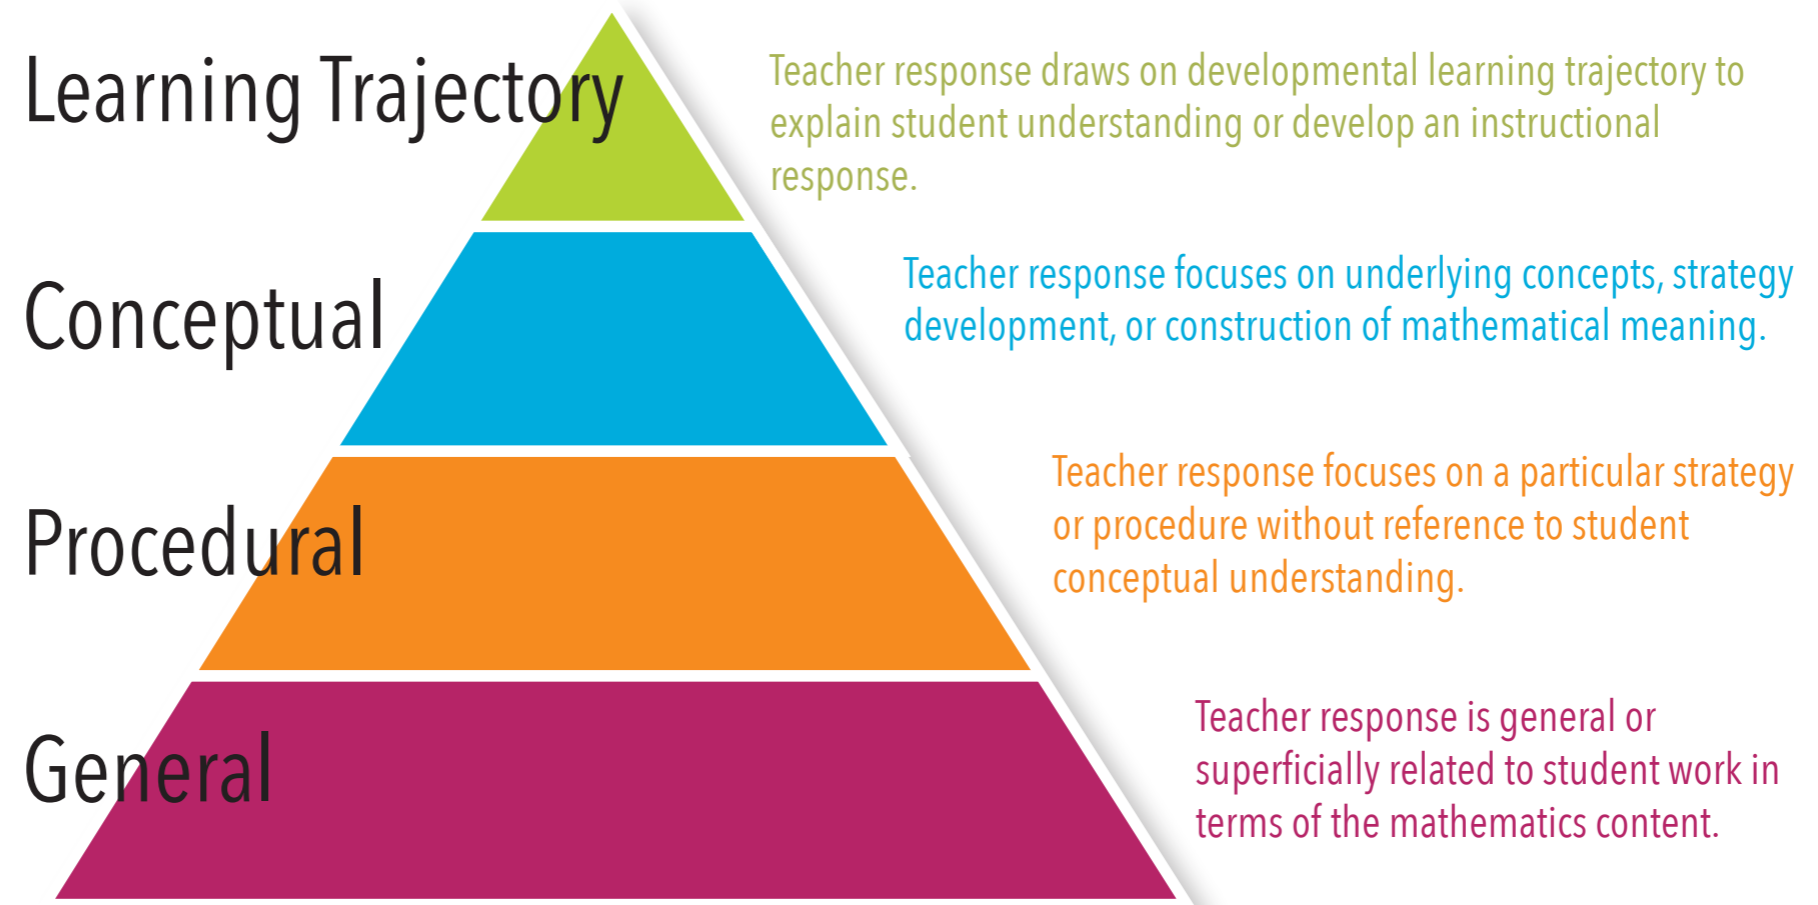 Learning Trajectory
Teacher response draws on developmental learning trajectory to
explain student understanding or develop an instructional
response.
Conceptual
Teacher response focuses on underlying concepts, strategy
development, or construction of mathematical meaning.
Procedural
Teacher response focuses on a particular strategy
or procedure without reference to student
conceptual understanding.
General
Teacher response is general or
superficially related to student work in
terms of the mathematics content.